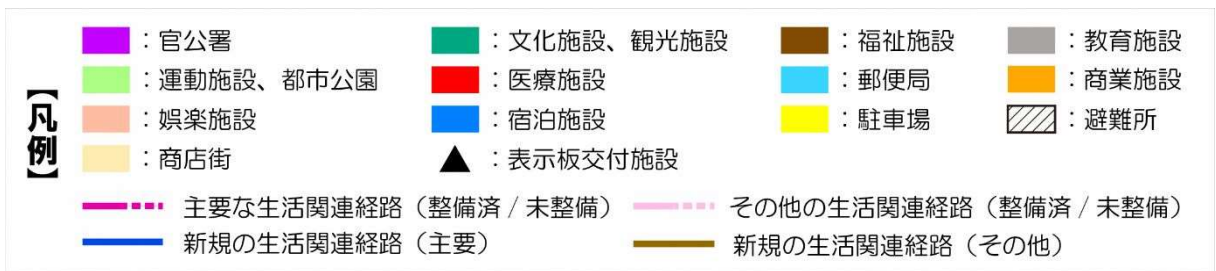 【凡例】
：官公署 ：文化施設、観光施設 ：福祉施設 ：教育施設
：運動施設、都市公園 ：医療施設 ：郵便局 ：商業施設
：娯楽施設 ：宿泊施設 ：駐車場 ：避難所
：商店街 ：表示板交付施設
主要な生活関連経路（整備済 / 未整備） その他の生活関連経路（整備済 / 未整備）
新規の生活関連経路（主要） 新規の生活関連経路（その他）